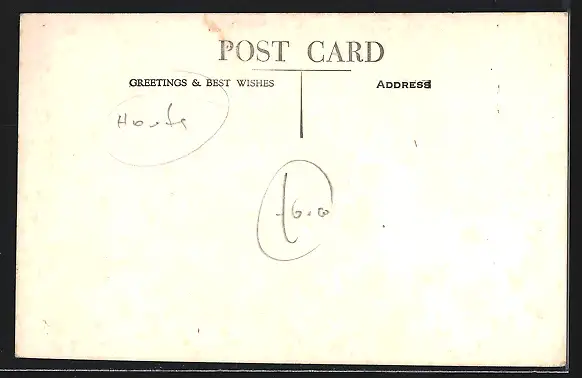 POST CARD
GREETINGS & BEST WISHES ADDRESS